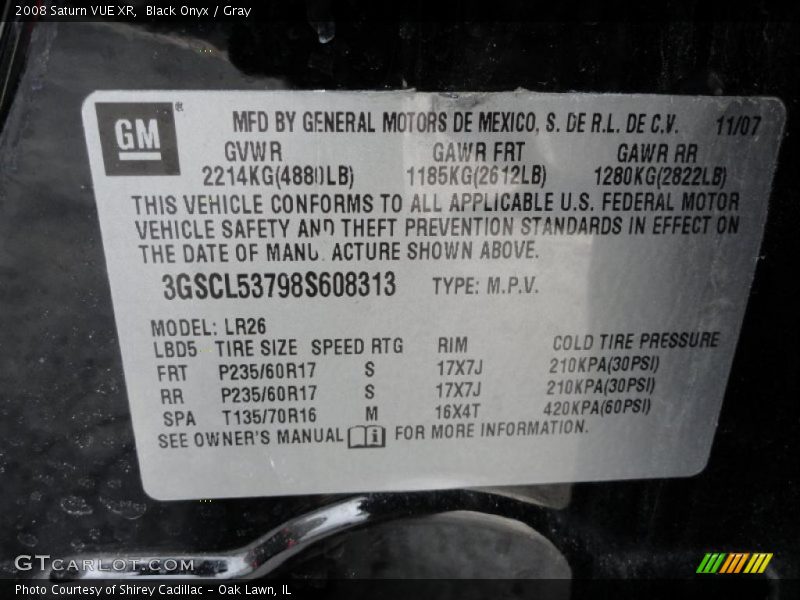 2008 Saturn VUE XR, Black Onyx / Gray
GM®
MFD BY GENERAL MOTORS DE MEXICO, S. DE R.L. DE C.V. 11/07
GVWR GAWR FRT GAWR RR
2214KG(4880LB) 1185KG(2612LB) 1280KG(2822LB)
THIS VEHICLE CONFORMS TO ALL APPLICABLE U.S. FEDERAL MOTOR
VEHICLE SAFETY AND THEFT PREVENTION STANDARDS IN EFFECT ON
THE DATE OF MANU ACTURE SHOWN ABOVE.
3GSCL53798S608313 TYPE: M.P.V.
MODEL: LR26
LBD5 TIRE SIZE SPEED RTG RIM COLD TIRE PRESSURE
FRT P235/60R17 S 17X7J 210KPA(30PSI)
RR P235/60R17 S 17X7J 210KPA(30PSI)
SPA T135/70R16 M 16X4T 420KPA(60PSI)
SEE OWNER'S MANUAL i FOR MORE INFORMATION.
GTCARLOT.COM
Photo Courtesy of Shirey Cadillac - Oak Lawn, IL